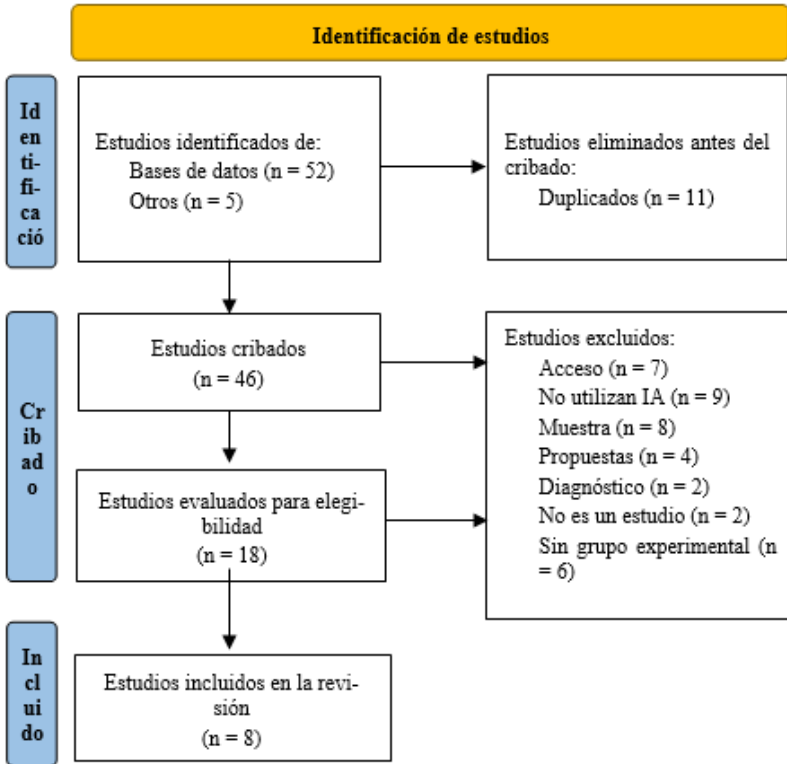 Identificación de estudios
Id
en
ti-
fi-
ca
ció
Estudios identificados de:
Bases de datos (n = 52)
Otros (n = 5)
Estudios eliminados antes del
cribado:
Duplicados (n = 11)
Cr
ib
ad
o
Estudios cribados
(n = 46)
Estudios excluidos:
Acceso (n = 7)
No utilizan IA (n = 9)
Muestra (n = 8)
Propuestas (n = 4)
Diagnóstico (n = 2)
No es un estudio (n = 2)
Sin grupo experimental (n
= 6)
Estudios evaluados para elegi-
bilidad
(n = 18)
In
cl
ui
do
Estudios incluidos en la revi-
sión
(n = 8)